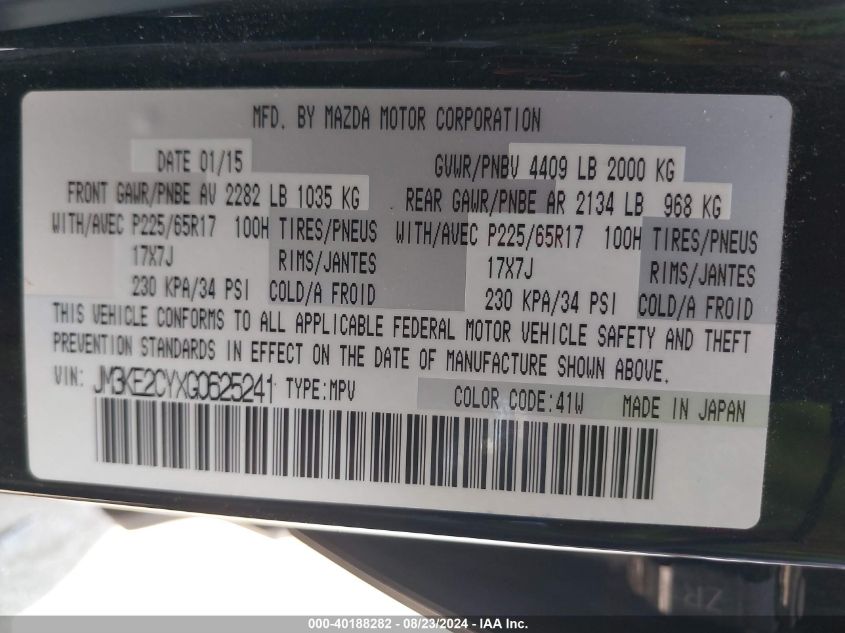 MFD. BY MAZDA MOTOR CORPORATION
DATE 01/15 GVWR/PNBV 4409 LB 2000 KG
FRONT GAWR/PNBE AV 2282 LB 1035 KG REAR GAWR/PNBE AR 2134 LB 968 KG
WITH/AVEC P225/65R17 100H TIRES/PNEUS WITH/AVEC P225/65R17 100H TIRES/PNEUS
17X7J RIMS/JANTES 17X7J RIMS/JANTES
230 KPA/34 PSI COLD/A FROID 230 KPA/34 PSI COLD/A FROID
THIS VEHICLE CONFORMS TO ALL APPLICABLE FEDERAL MOTOR VEHICLE SAFETY AND THEFT
PREVENTION STANDARDS IN EFFECT ON THE DATE OF MANUFACTURE SHOWN ABOVE.
VIN: JM3KE2CYXG0625241 TYPE:MPV COLOR CODE:41W MADE IN JAPAN
ZR
000-40188282 - 08/23/2024 - IAA Inc.